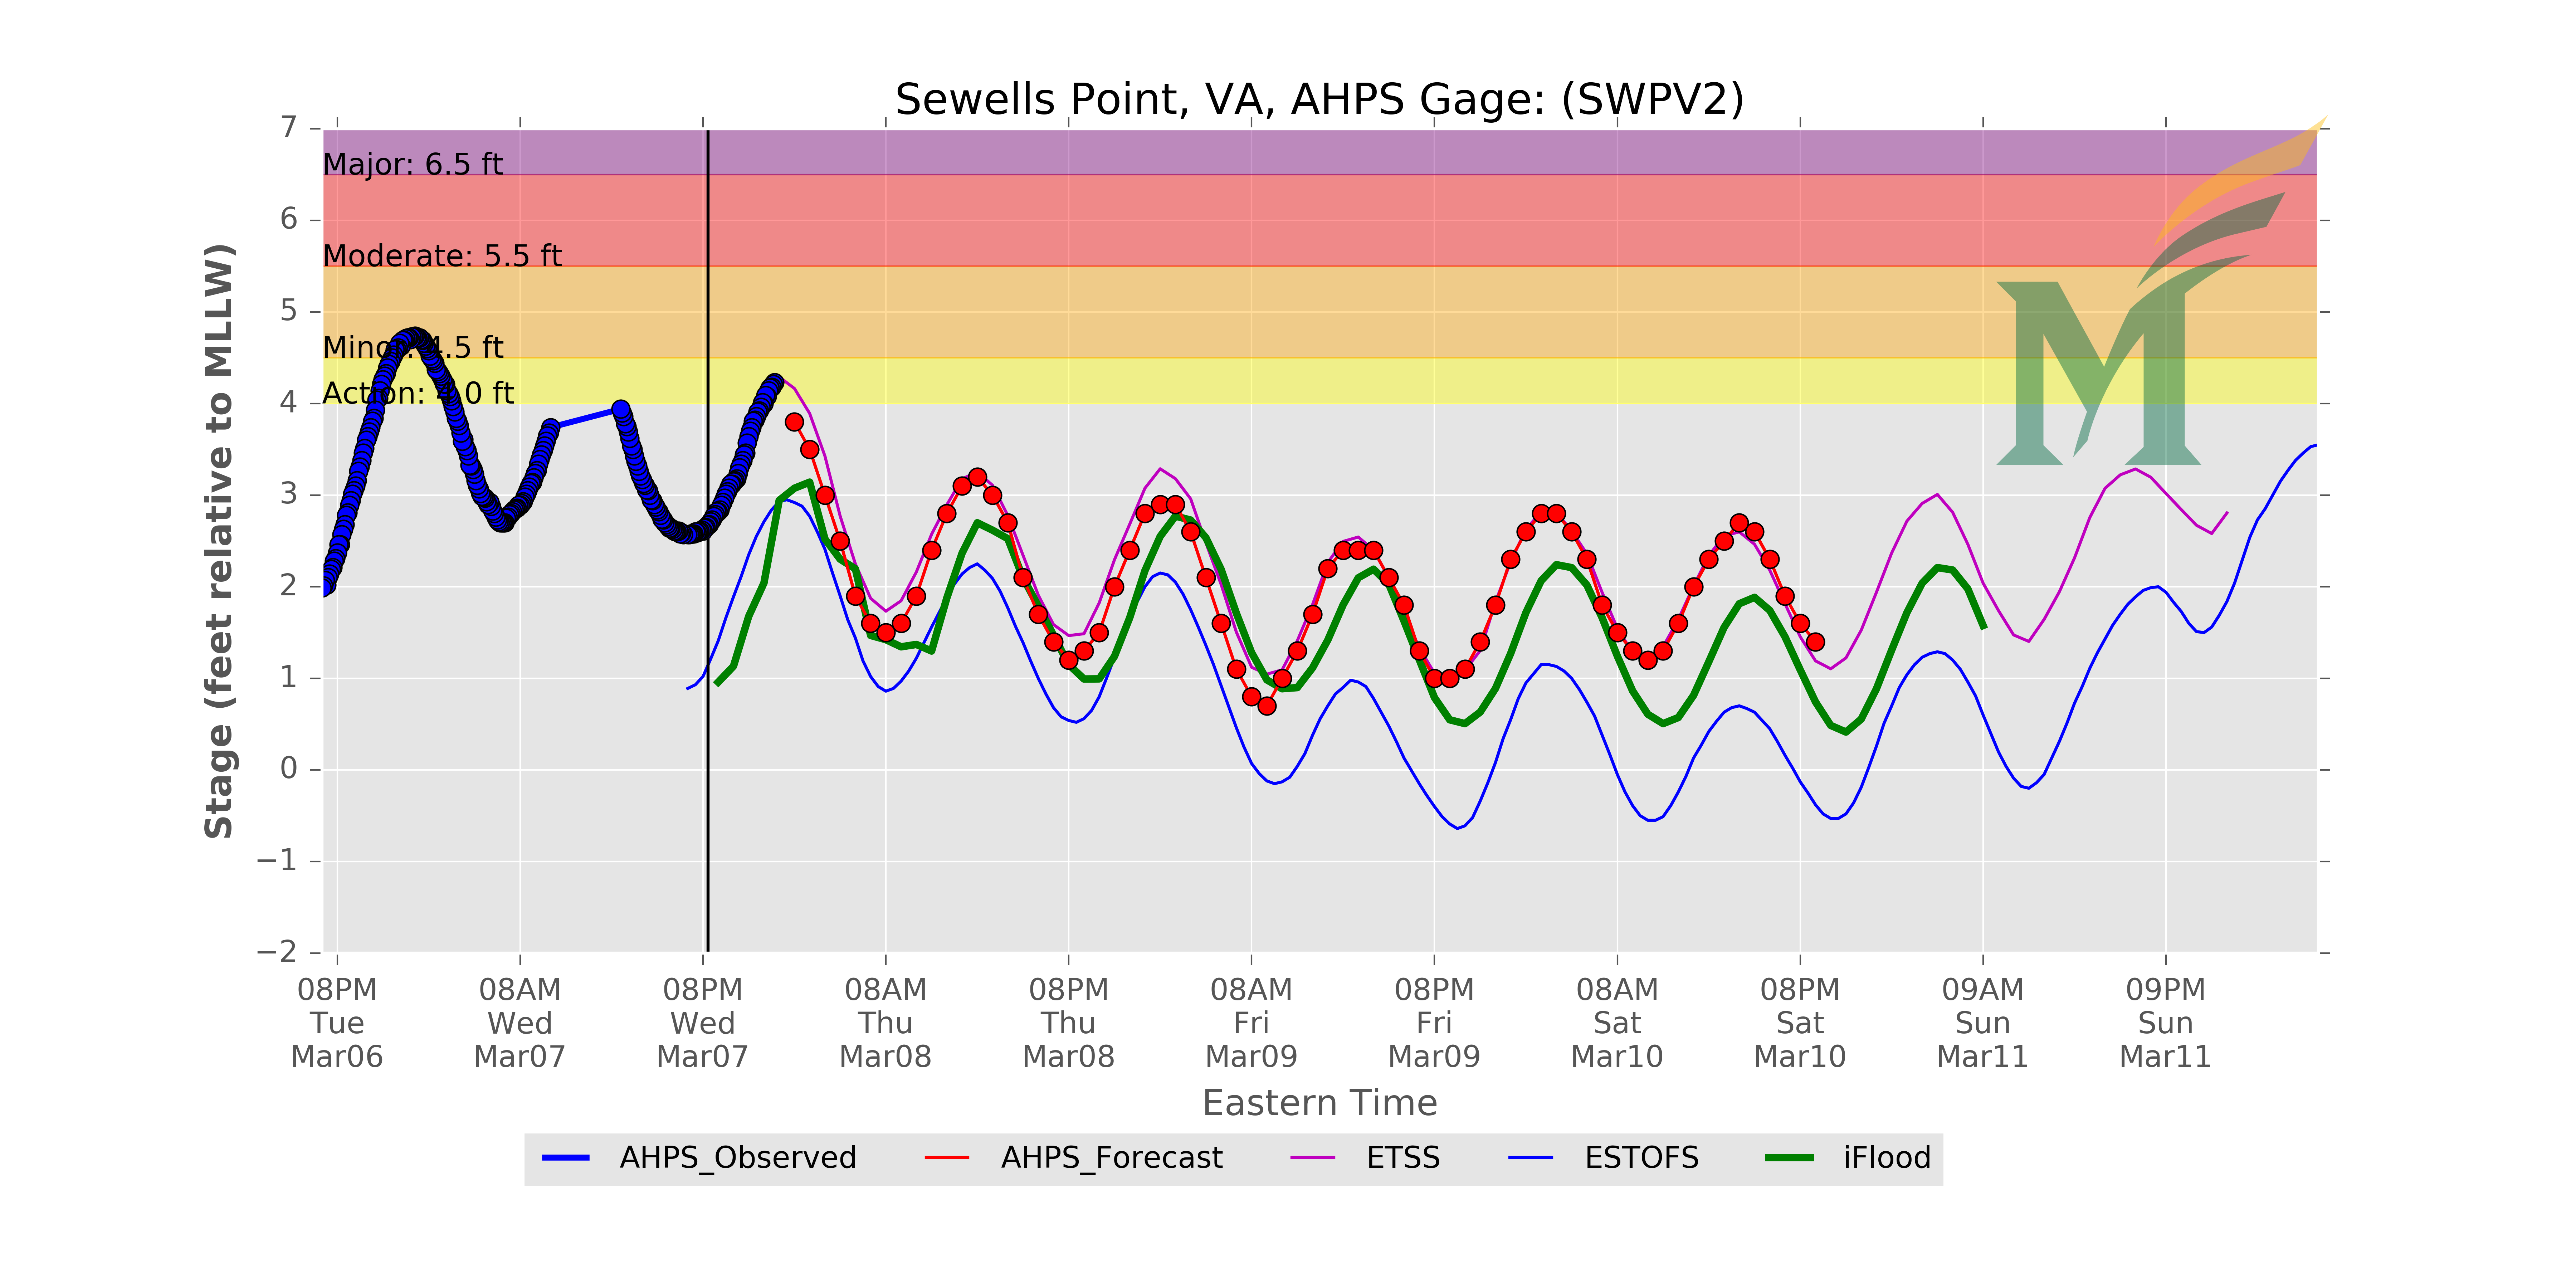 Sewells Point, VA, AHPS Gage: (SWPV2)
7
6
5
4
3
2
1
0
−1
−2
Stage (feet relative to MLLW)
Major: 6.5 ft
Moderate: 5.5 ft
Minor: 4.5 ft
Action: 4.0 ft
M
08PM 08AM 08PM 08AM 08PM 08AM 08PM 08AM 08PM 09AM 09PM
Tue Wed Wed Thu Thu Fri Fri Sat Sat Sun Sun
Mar06 Mar07 Mar07 Mar08 Mar08 Mar09 Mar09 Mar10 Mar10 Mar11 Mar11
Eastern Time
AHPS_Observed AHPS_Forecast ETSS ESTOFS iFlood